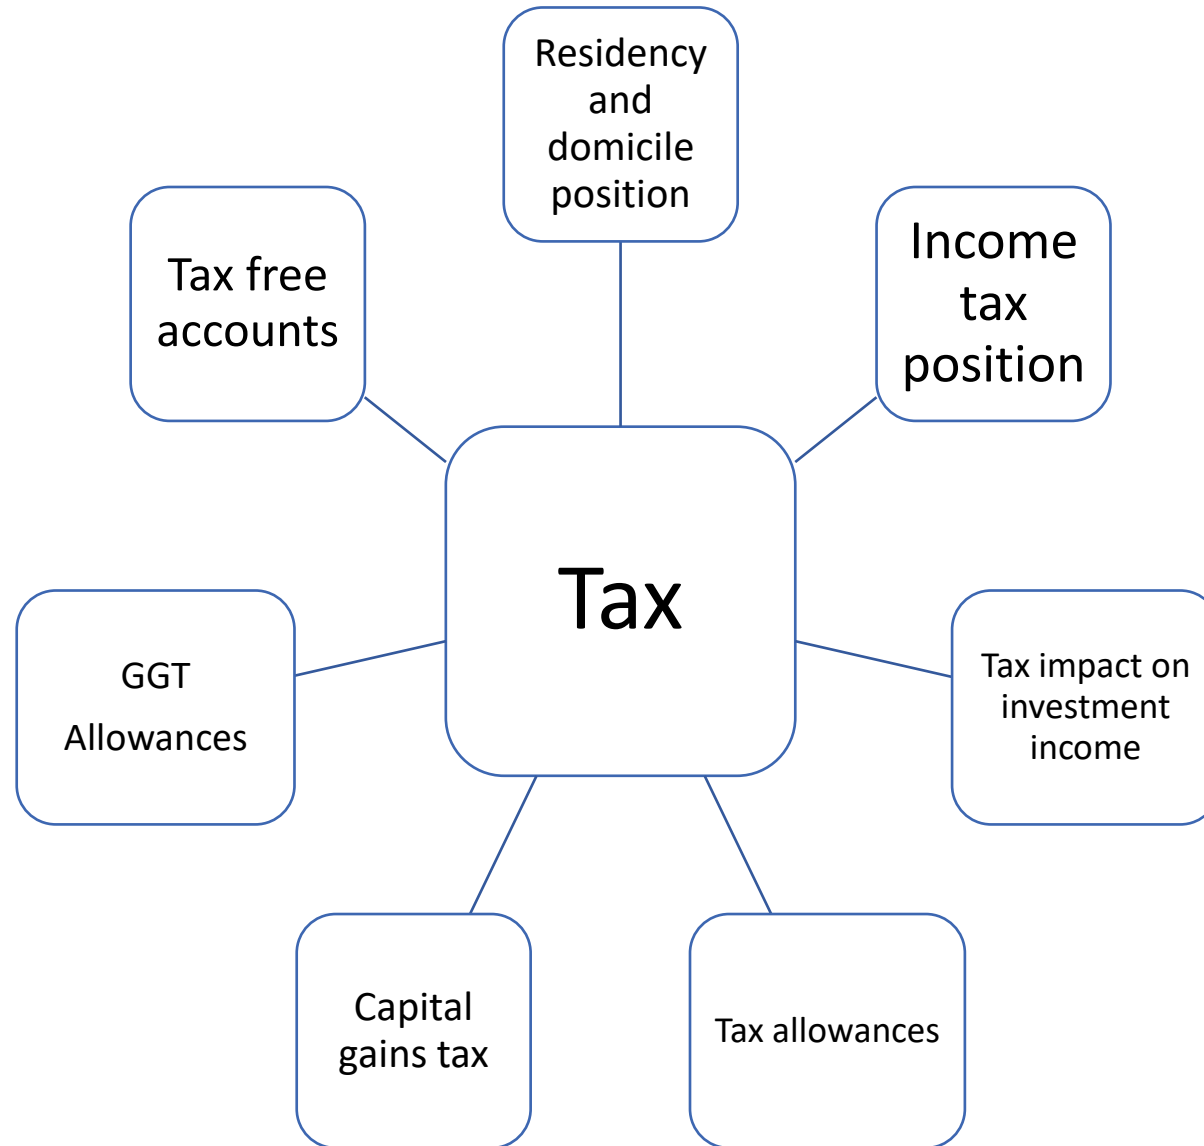 Residency
and
domicile
position
Income
tax
position
Tax impact on
investment
income
Tax allowances
Capital
gains tax
GGT
Allowances
Tax free
accounts
Tax